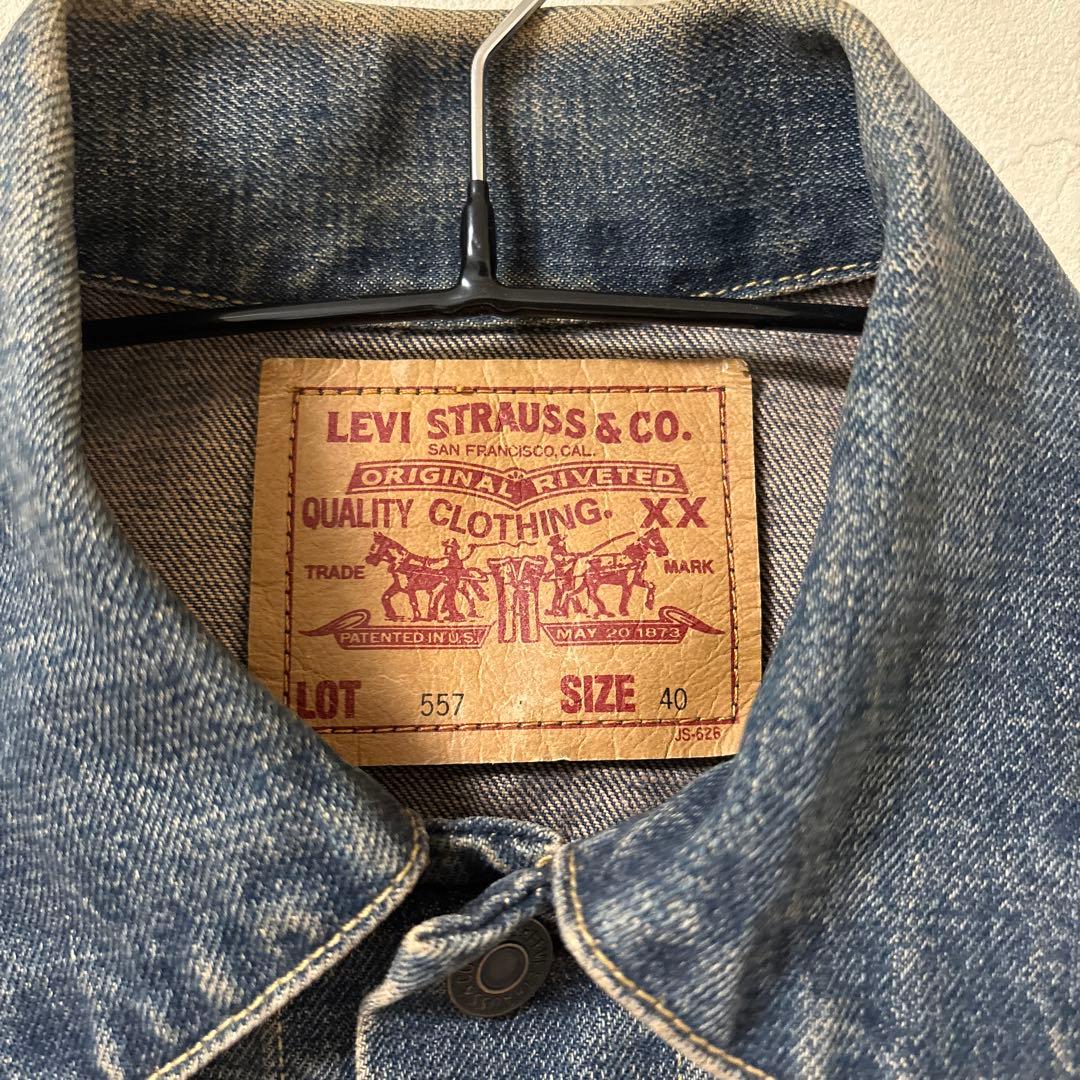 LEVI STRAUSS & CO.
SAN FRANCISCO, CAL.
ORIGINAL RIVETED
QUALITY CLOTHING. XX
TRADE MARK
PATENTED IN U.S. MAY 20 1873
LOT 557 SIZE 40
JS-626